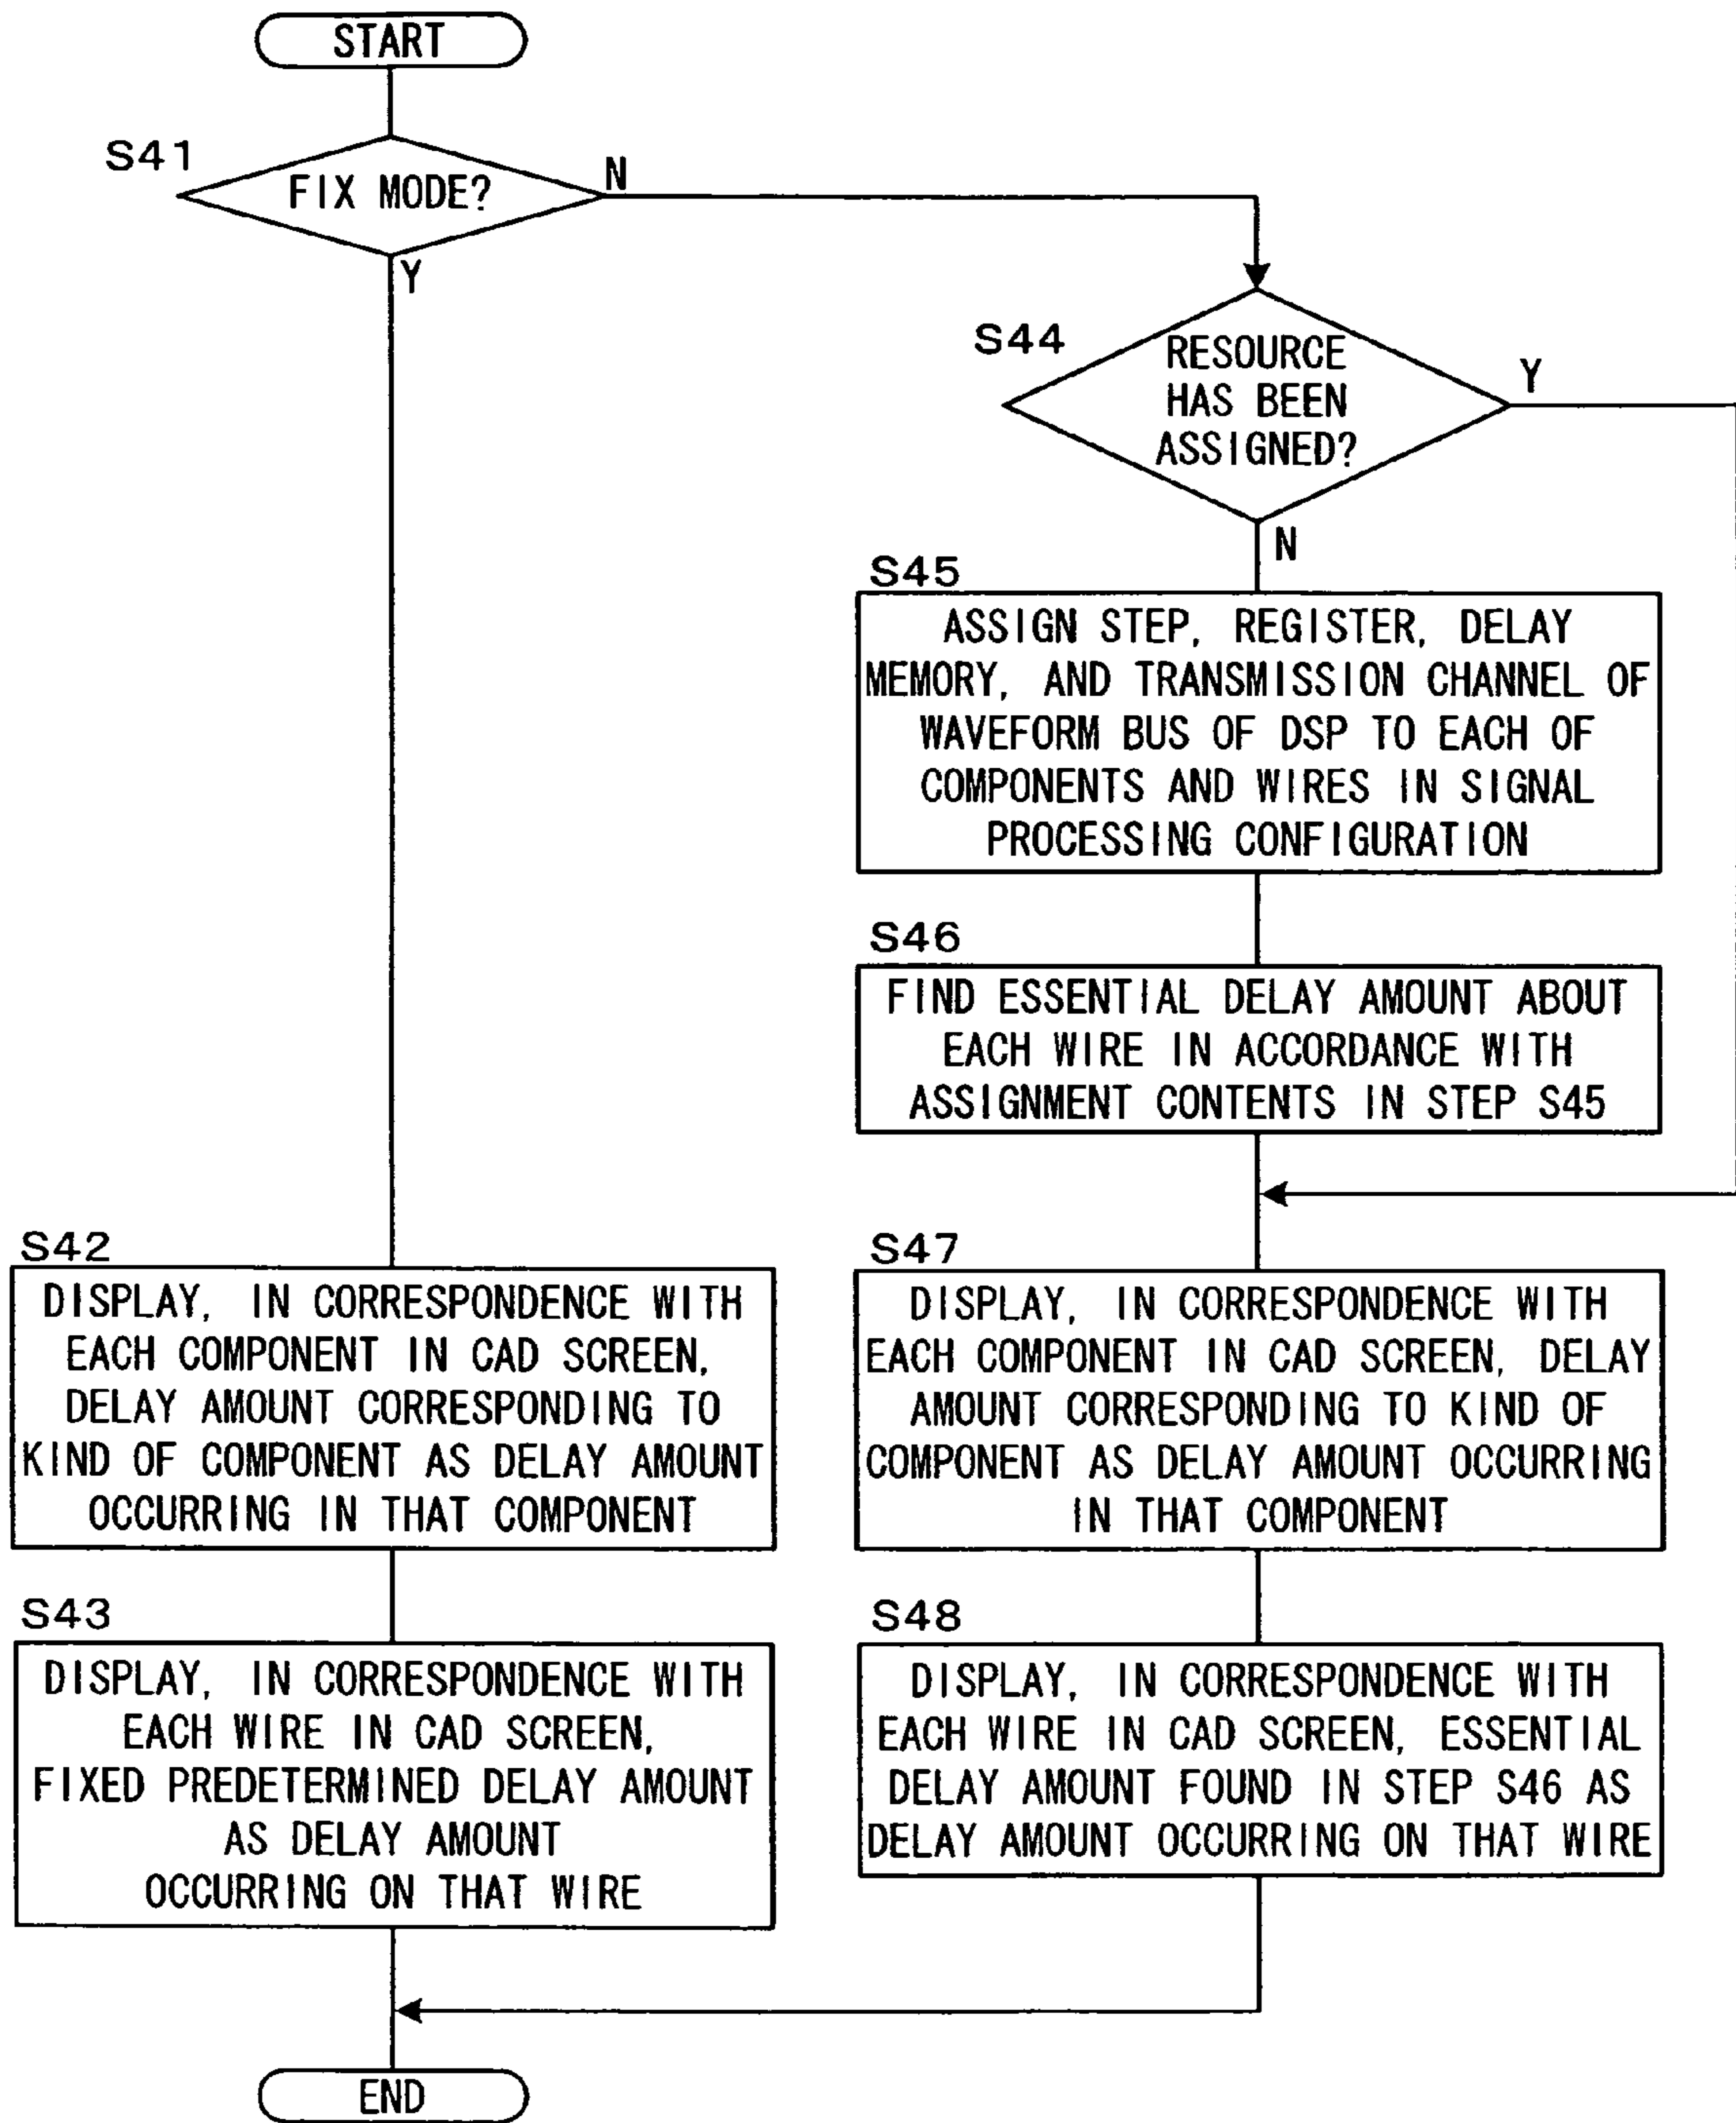 START
S41
FIX MODE?
N
Y
S44
RESOURCE
HAS BEEN
ASSIGNED?
Y
N
S45
ASSIGN STEP, REGISTER, DELAY
MEMORY, AND TRANSMISSION CHANNEL OF
WAVEFORM BUS OF DSP TO EACH OF
COMPONENTS AND WIRES IN SIGNAL
PROCESSING CONFIGURATION
S46
FIND ESSENTIAL DELAY AMOUNT ABOUT
EACH WIRE IN ACCORDANCE WITH
ASSIGNMENT CONTENTS IN STEP S45
S42
DISPLAY, IN CORRESPONDENCE WITH
EACH COMPONENT IN CAD SCREEN,
DELAY AMOUNT CORRESPONDING TO
KIND OF COMPONENT AS DELAY AMOUNT
OCCURRING IN THAT COMPONENT
S47
DISPLAY, IN CORRESPONDENCE WITH
EACH COMPONENT IN CAD SCREEN, DELAY
AMOUNT CORRESPONDING TO KIND OF
COMPONENT AS DELAY AMOUNT OCCURRING
IN THAT COMPONENT
S43
DISPLAY, IN CORRESPONDENCE WITH
EACH WIRE IN CAD SCREEN,
FIXED PREDETERMINED DELAY AMOUNT
AS DELAY AMOUNT
OCCURRING ON THAT WIRE
S48
DISPLAY, IN CORRESPONDENCE WITH
EACH WIRE IN CAD SCREEN, ESSENTIAL
DELAY AMOUNT FOUND IN STEP S46 AS
DELAY AMOUNT OCCURRING ON THAT WIRE
END